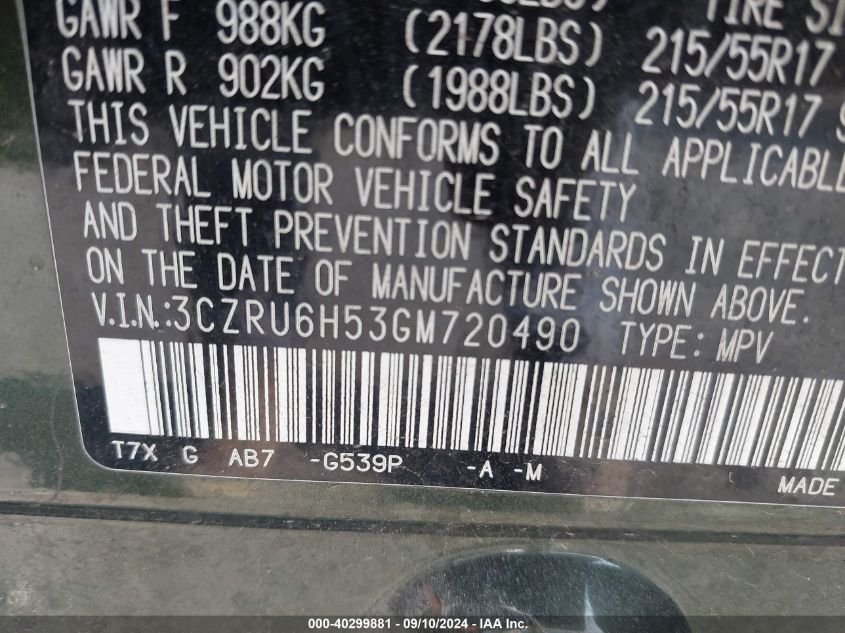 GAWR F 988KG (2178LBS) 215/55R17
GAWR R 902KG (1988LBS) 215/55R17
THIS VEHICLE CONFORMS TO ALL APPLICABLE
FEDERAL MOTOR VEHICLE SAFETY
AND THEFT PREVENTION STANDARDS IN EFFECT
ON THE DATE OF MANUFACTURE SHOWN ABOVE.
V.I.N.:3CZRU6H53GM720490 TYPE: MPV
T7X G AB7 -G539P -A -M
MADE
000-40299881 - 09/10/2024 - IAA